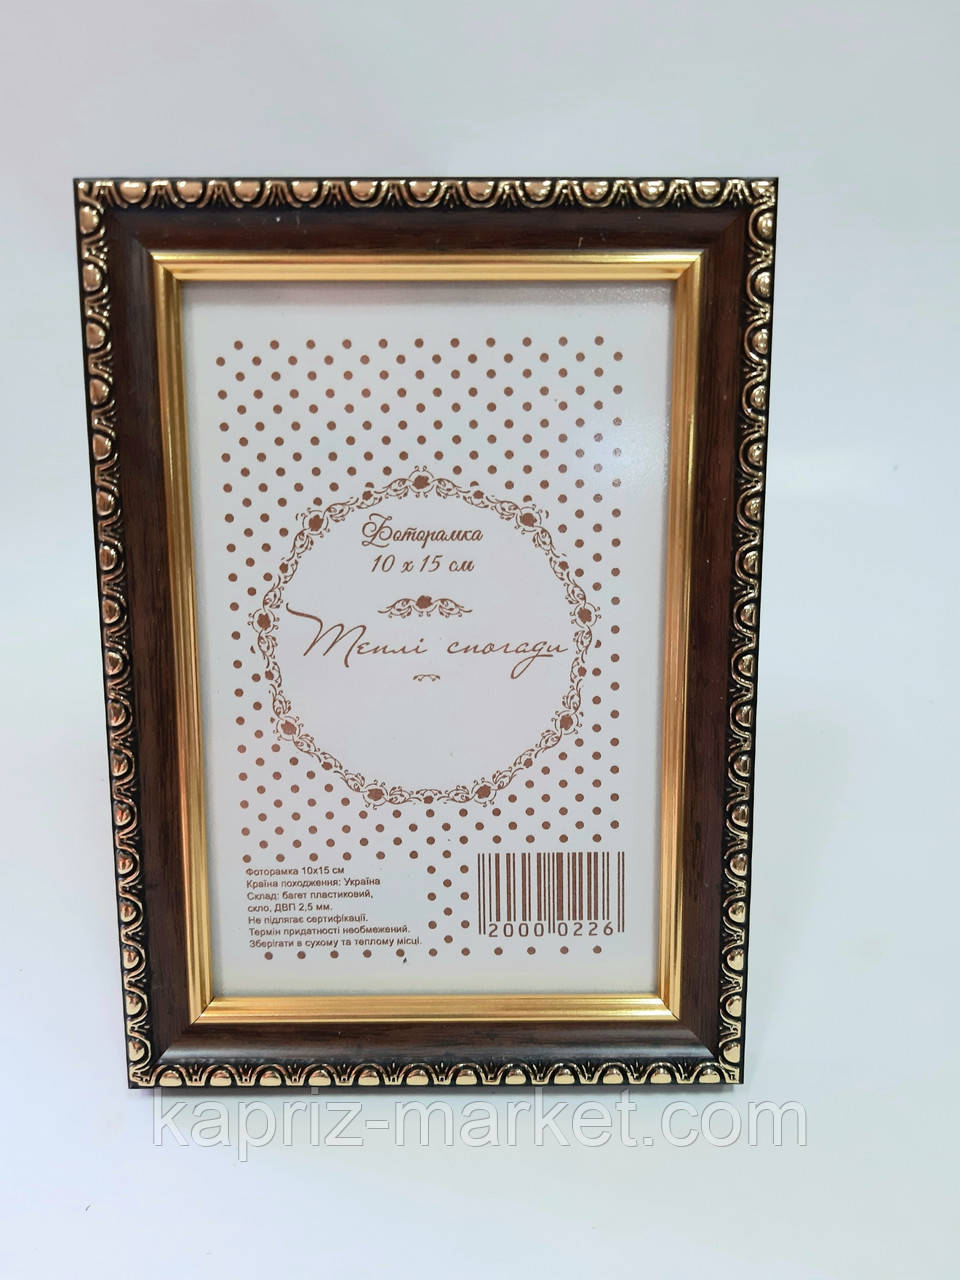 Фоторамка
10 х 15 см
Теплі спогади
Фоторамка 10х15 см
Країна походження: Україна
Склад: багет пластиковий,
скло, ДВП 2,5 мм.
Не підлягає сертифікації.
Термін придатності необмежений.
Зберігати в сухому та теплому місці.
2000 0226
kapriz-market.com